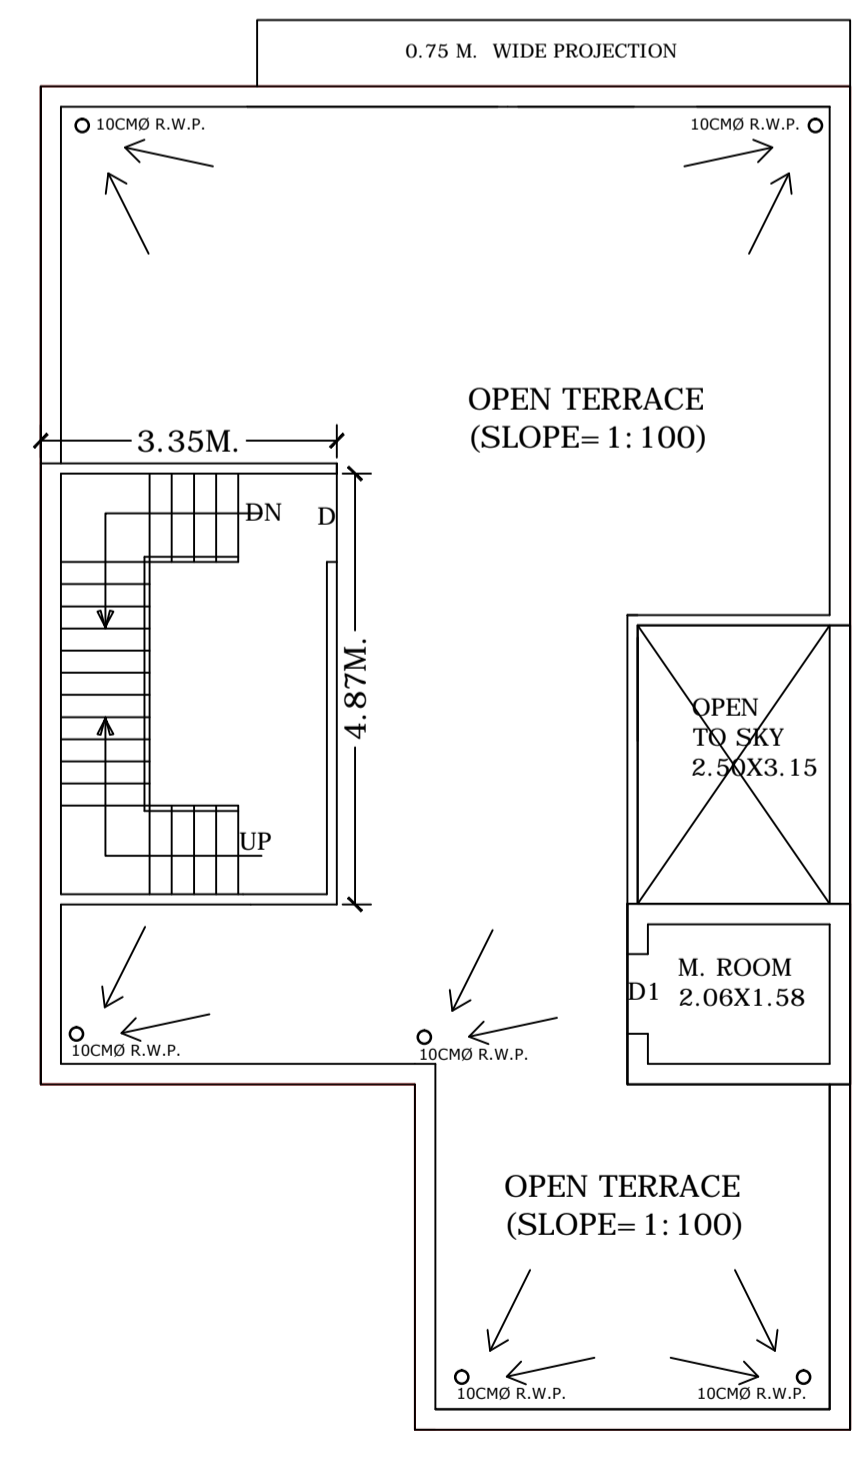 0.75 M. WIDE PROJECTION
10CMØ R.W.P.
10CMØ R.W.P.
OPEN TERRACE
(SLOPE=1:100)
3.35M.
DN
D
4.87M.
OPEN
TO SKY
2.50X3.15
UP
M. ROOM
D1
2.06X1.58
10CMØ R.W.P.
10CMØ R.W.P.
OPEN TERRACE
(SLOPE=1:100)
10CMØ R.W.P.
10CMØ R.W.P.